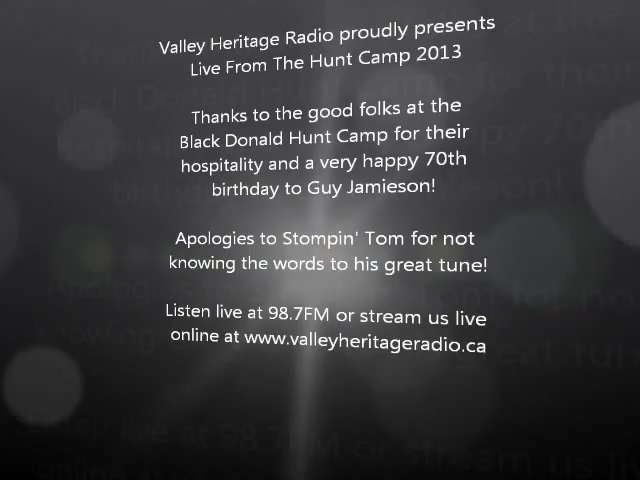 Valley Heritage Radio proudly presents
Live From The Hunt Camp 2013
Thanks to the good folks at the
Black Donald Hunt Camp for their
hospitality and a very happy 70th
birthday to Guy Jamieson!
Apologies to Stompin' Tom for not
knowing the words to his great tune!
Listen live at 98.7FM or stream us live
online at www.valleyheritageradio.ca